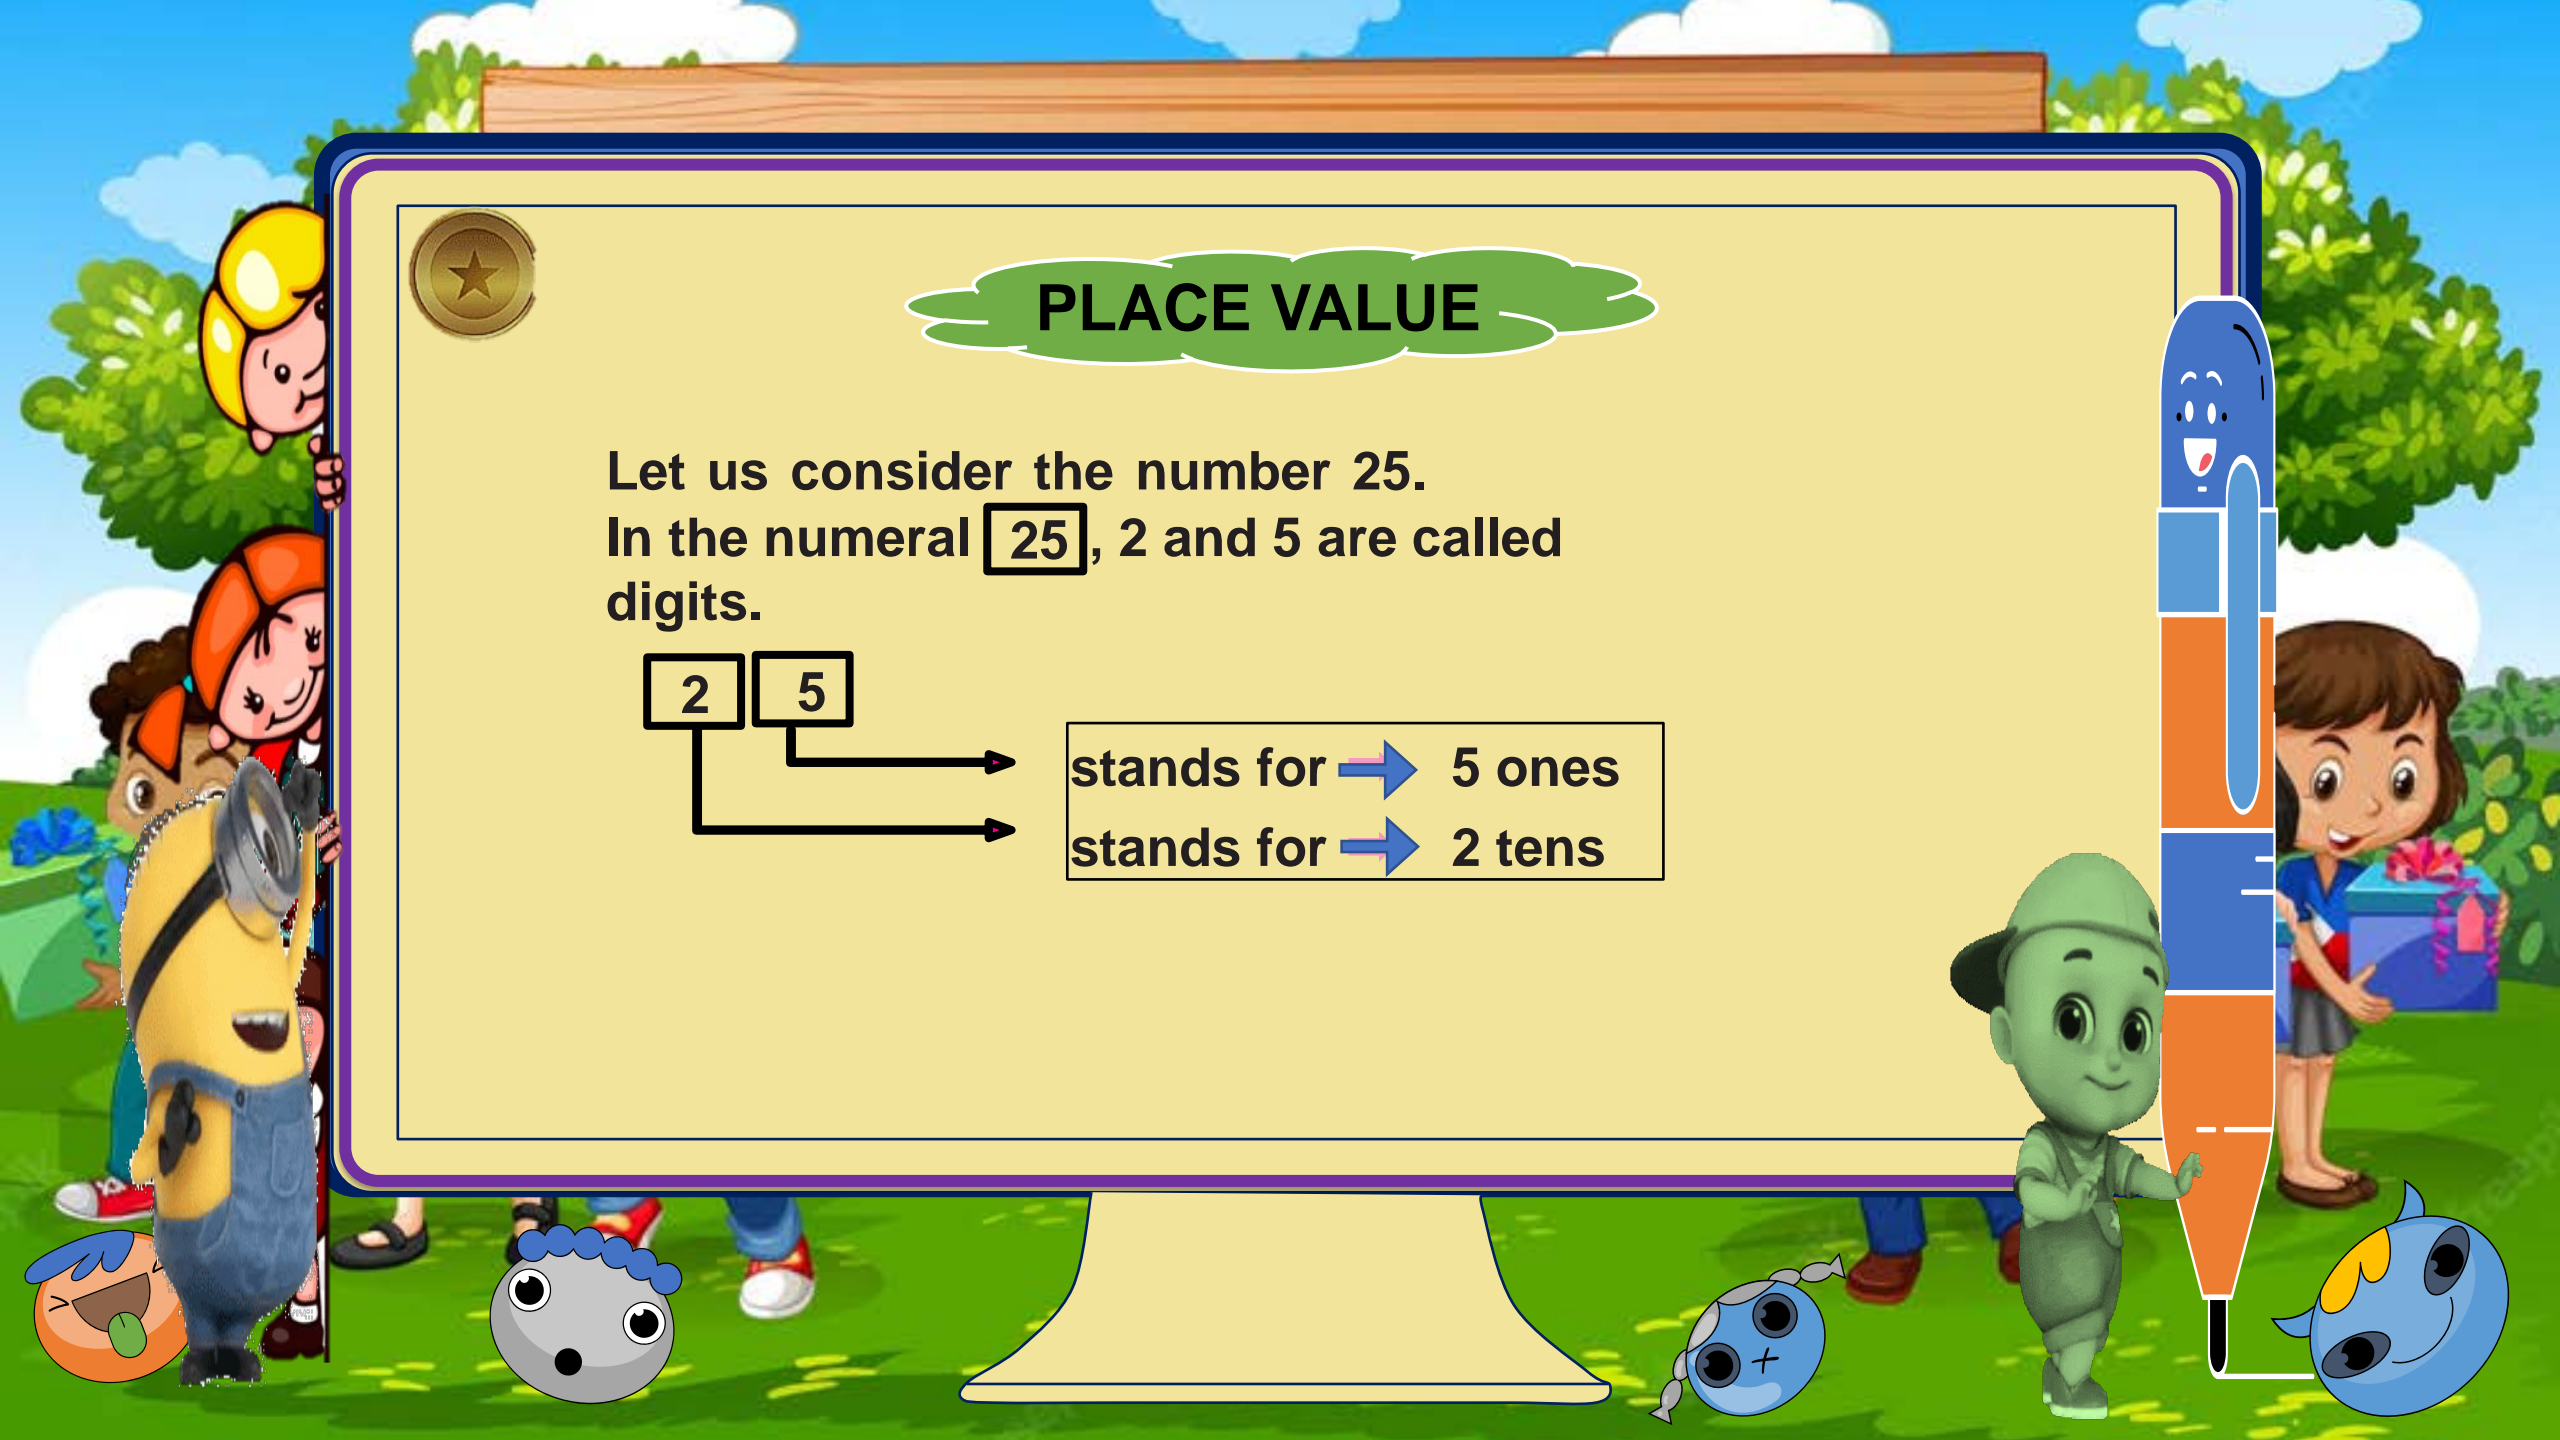 PLACE VALUE
Let us consider the number 25.
In the numeral 25, 2 and 5 are called
digits.
2 5
stands for 5 ones
stands for 2 tens